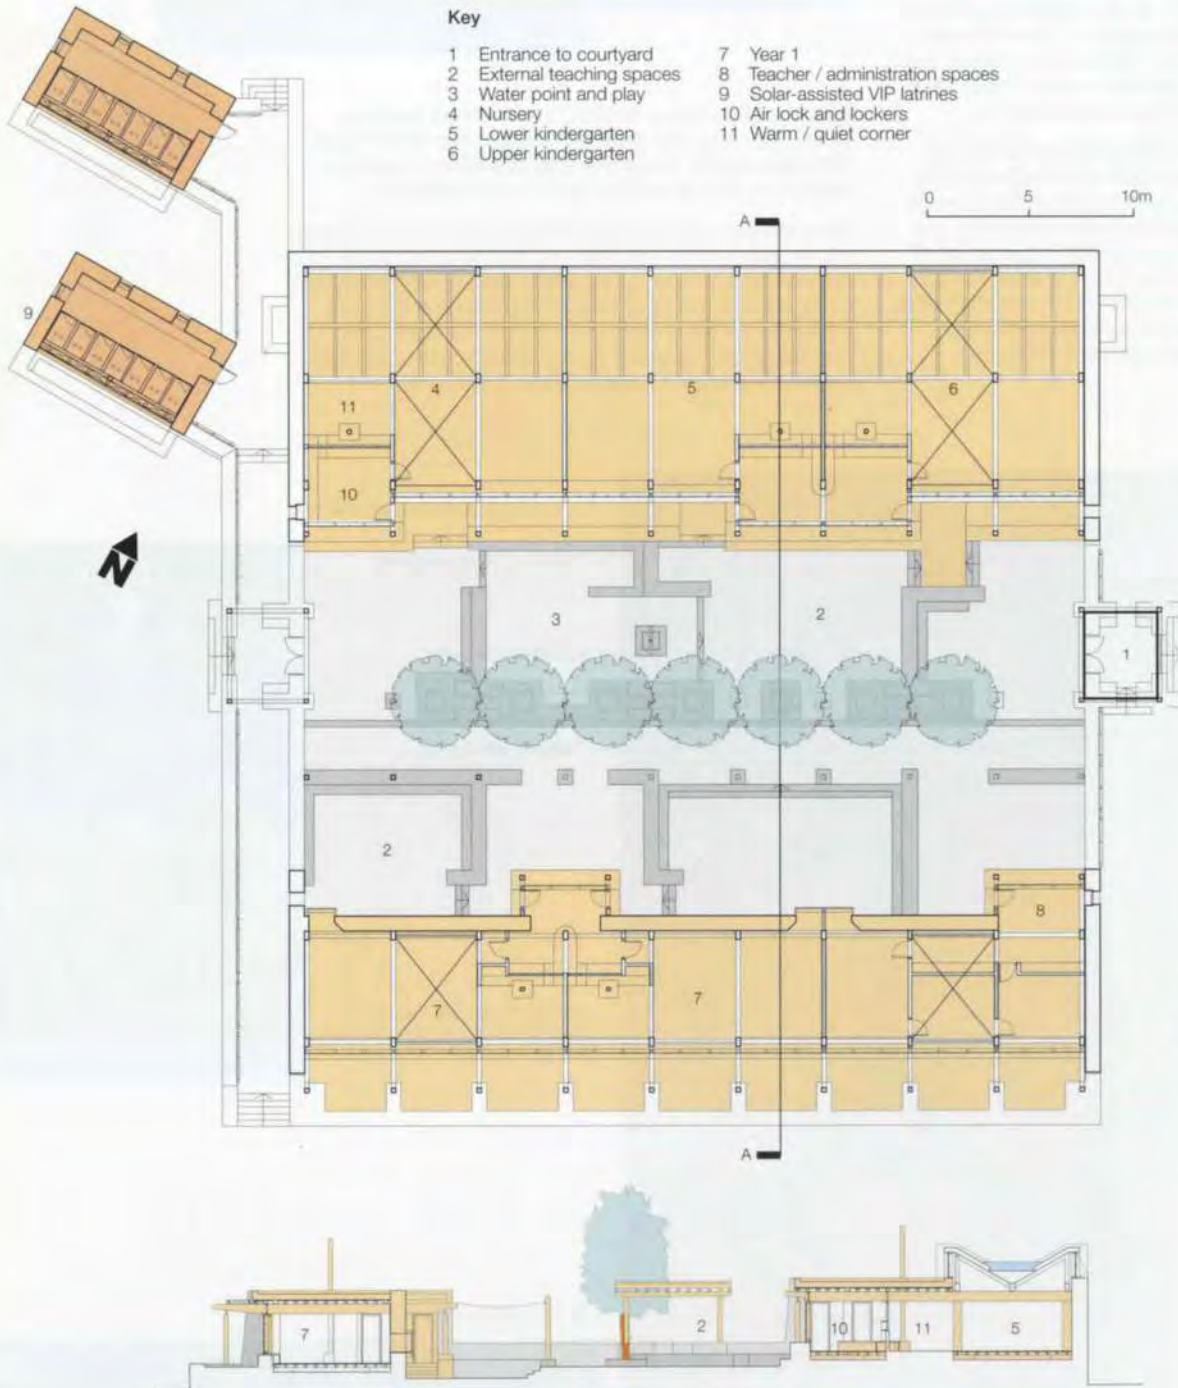 Key
1 Entrance to courtyard
2 External teaching spaces
3 Water point and play
4 Nursery
5 Lower kindergarten
6 Upper kindergarten
7 Year 1
8 Teacher / administration spaces
9 Solar-assisted VIP latrines
10 Air lock and lockers
11 Warm / quiet corner
0 5 10m
A
9
4 5 6
11
10
N
3 2
1
2
8
7 7
A
7 2 10 11 5